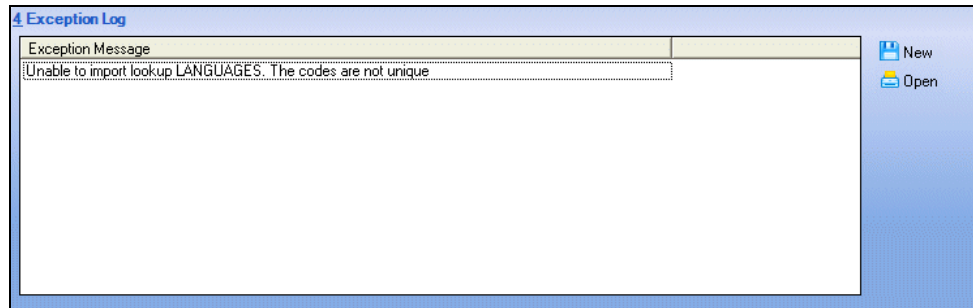 4 Exception Log
Exception Message
New
Unable to import lookup LANGUAGES. The codes are not unique
Open